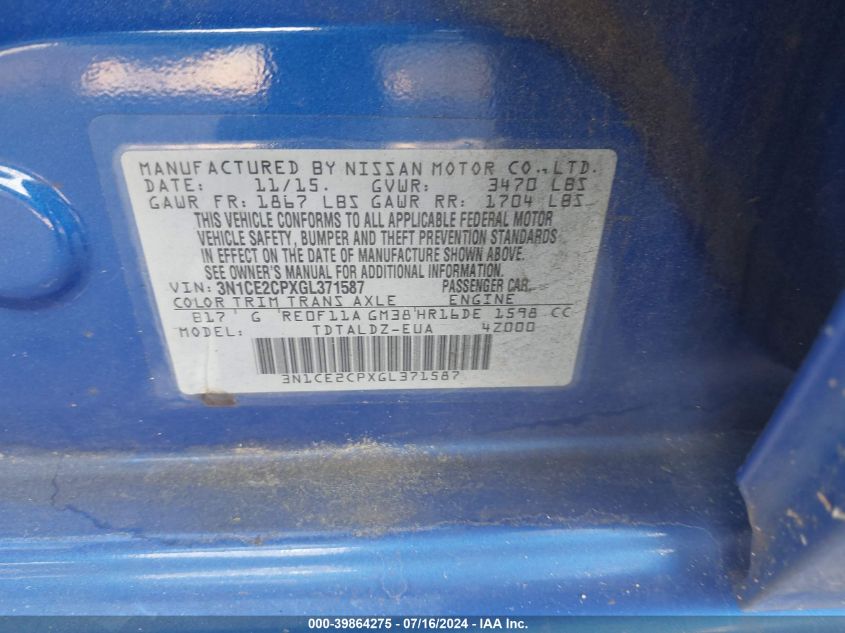 MANUFACTURED BY NISSAN MOTOR CO., LTD.
DATE: 11/15. GVWR: 3470 LBS
GAWR FR: 1867 LBS GAWR RR: 1704 LBS
THIS VEHICLE CONFORMS TO ALL APPLICABLE FEDERAL MOTOR
VEHICLE SAFETY, BUMPER AND THEFT PREVENTION STANDARDS
IN EFFECT ON THE DATE OF MANUFACTURE SHOWN ABOVE.
SEE OWNER'S MANUAL FOR ADDITIONAL INFORMATION.
VIN: 3N1CE2CPXGL371587 PASSENGER CAR.
COLOR TRIM TRANS AXLE ENGINE
B17 G RE0F11A GM38 HR16DE 1598 CC
MODEL: TDTALDZ-EUA 4Z000
3N1CE2CPXGL371587
000-39864275 - 07/16/2024 - IAA Inc.